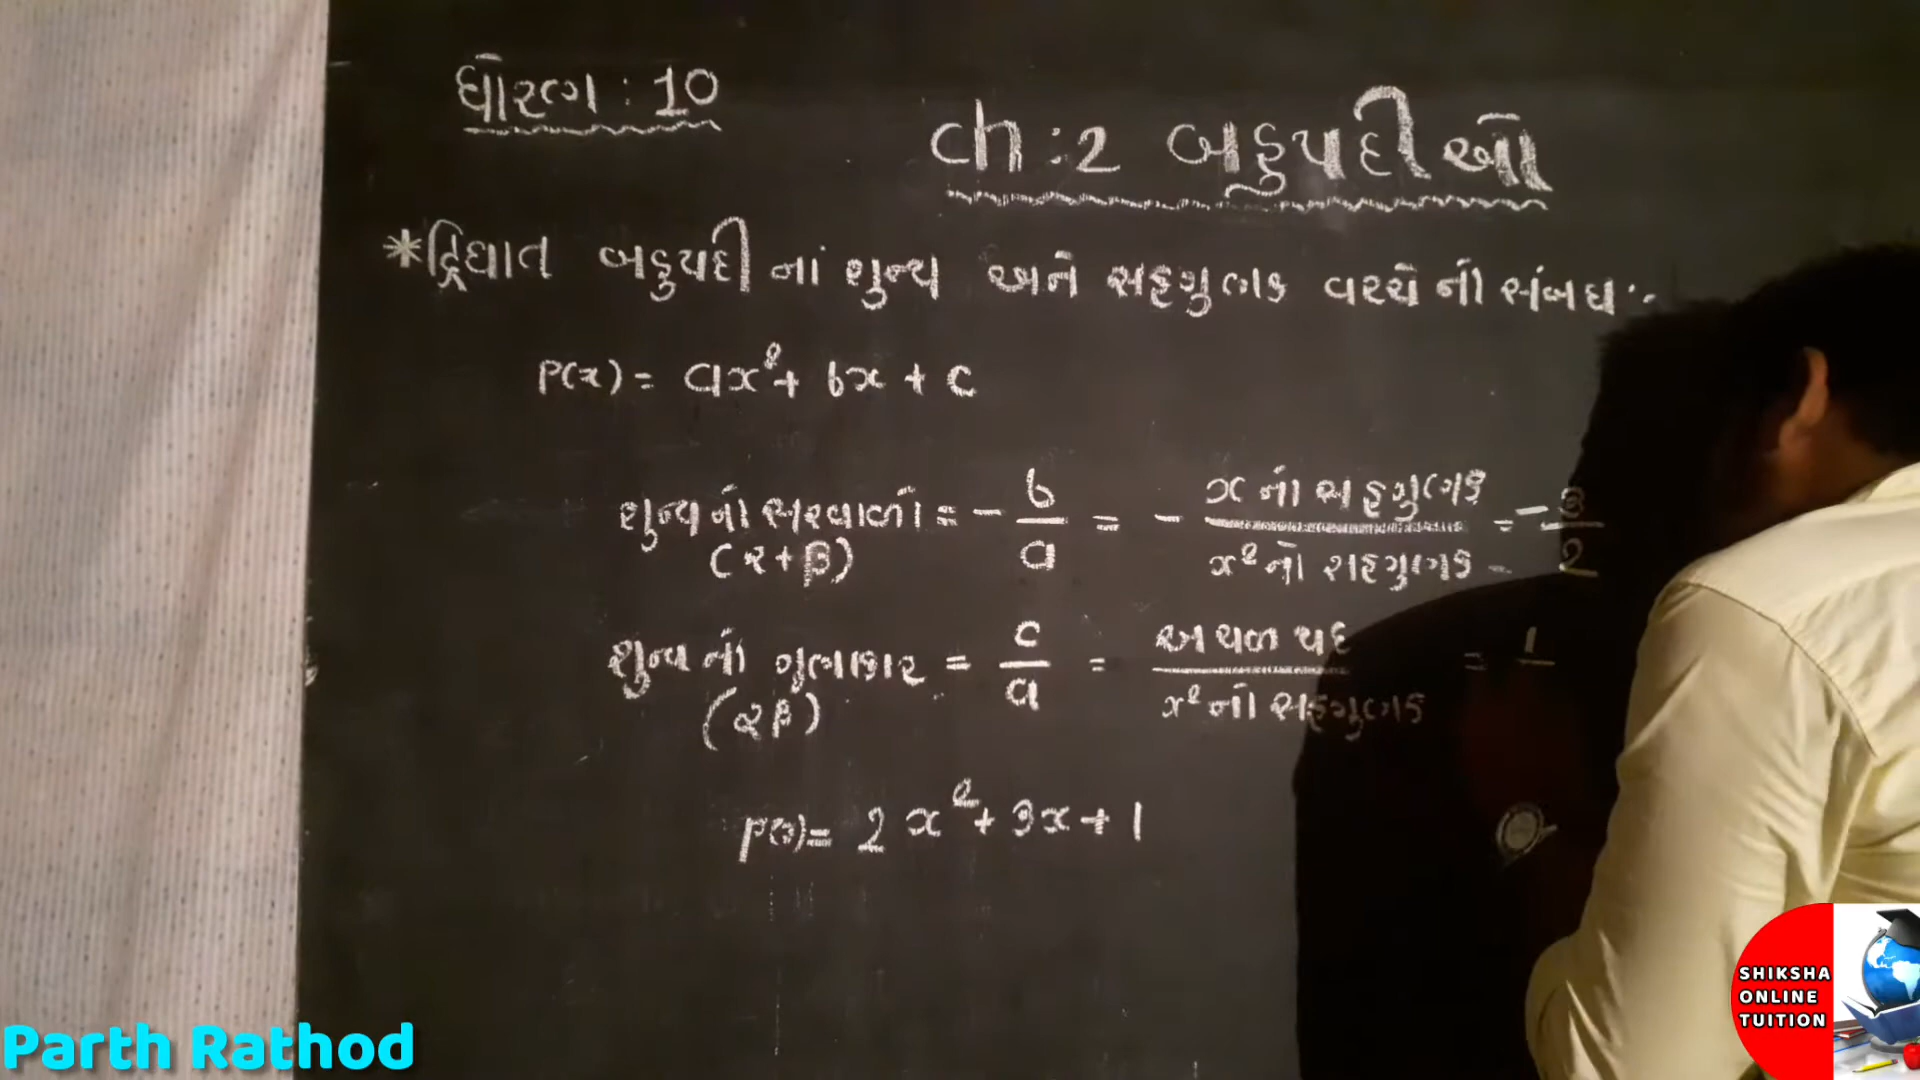 ધોરણ : 10
ch : 2 બહુપદીઓ
*દ્વિઘાત બહુપદી નાં શુન્ય અને સહગુણક વચ્ચે નો સંબધ :-
P(x) = ax²+ bx + c
શુન્ય નો સરવાળો = - b/a = - x નો સહગુણક / x² નો સહગુણક = - 3/2
(α + β)
શુન્ય નો ગુણાકાર = c/a = અચળ પદ / x² નો સહગુણક = 1/
(αβ)
P(x) = 2x² + 3x + 1
Parth Rathod
SHIKSHA
ONLINE
TUITION